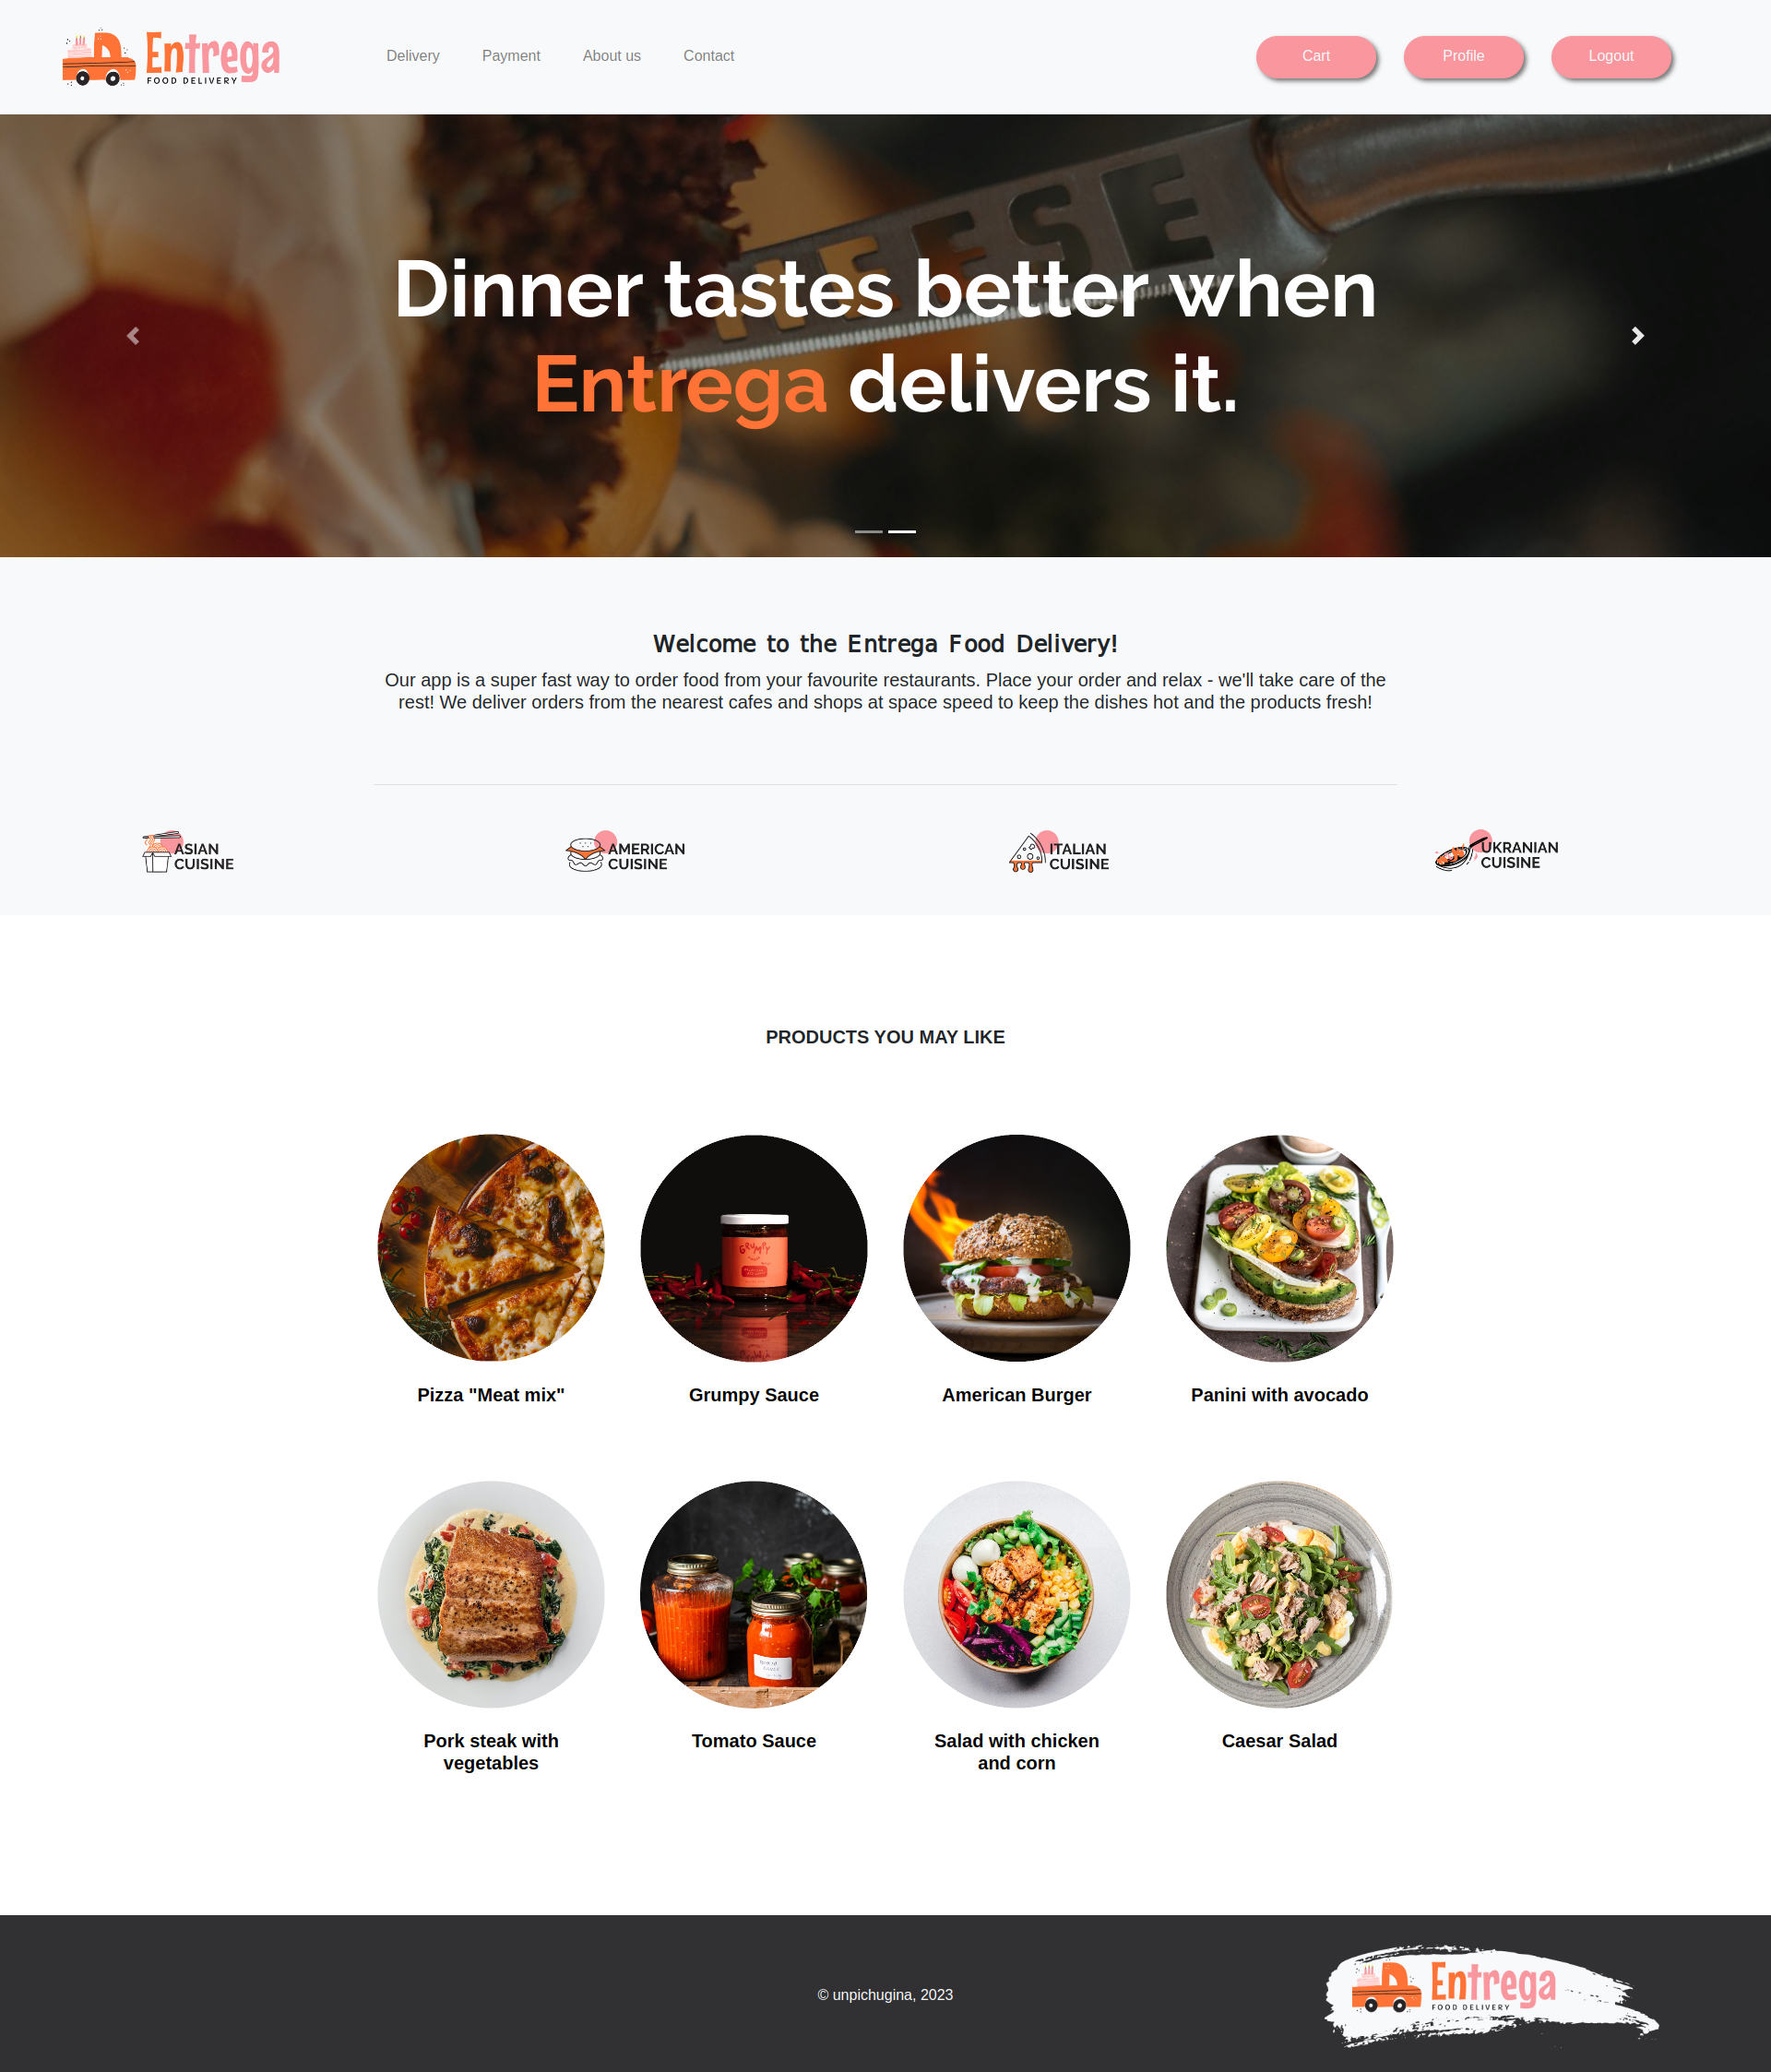 Entrega
FOOD DELIVERY
Delivery
Payment
About us
Contact
Cart
Profile
Logout
CHEESE
Dinner tastes better when
Entrega delivers it.
Welcome to the Entrega Food Delivery!
Our app is a super fast way to order food from your favourite restaurants. Place your order and relax - we'll take care of the
rest! We deliver orders from the nearest cafes and shops at space speed to keep the dishes hot and the products fresh!
ASIAN
CUISINE
AMERICAN
CUISINE
ITALIAN
CUISINE
UKRANIAN
CUISINE
PRODUCTS YOU MAY LIKE
Grumpy
Pizza "Meat mix"
Grumpy Sauce
American Burger
Panini with avocado
Pork steak with
vegetables
Tomato Sauce
Salad with chicken
and corn
Caesar Salad
© unpichugina, 2023
Entrega
FOOD DELIVERY